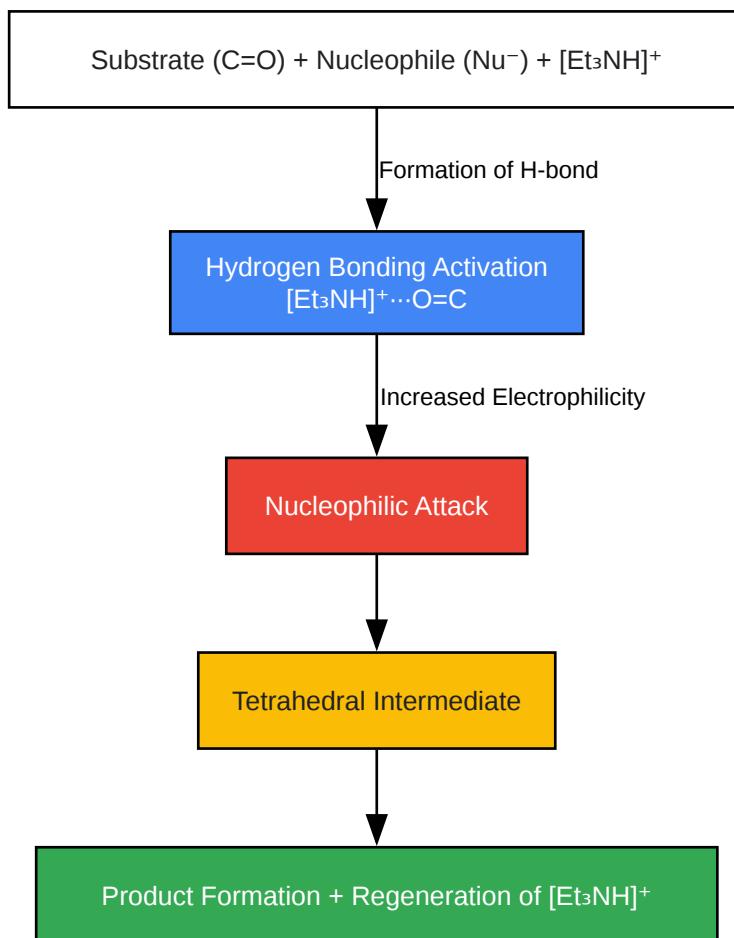 Substrate (C=O) + Nucleophile (Nu⁻) + [Et₃NH]⁺
Formation of H-bond
Hydrogen Bonding Activation
[Et₃NH]⁺···O=C
Increased Electrophilicity
Nucleophilic Attack
Tetrahedral Intermediate
Product Formation + Regeneration of [Et₃NH]⁺